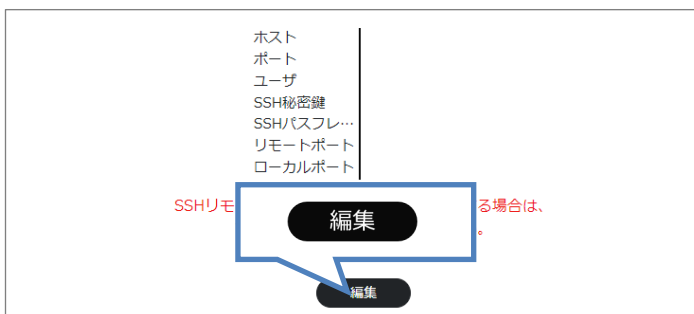 ホスト
ポート
ユーザ
SSH秘密鍵
SSHパスフレ…
リモートポート
ローカルポート
SSHリモ
る場合は、
編集
。
編集